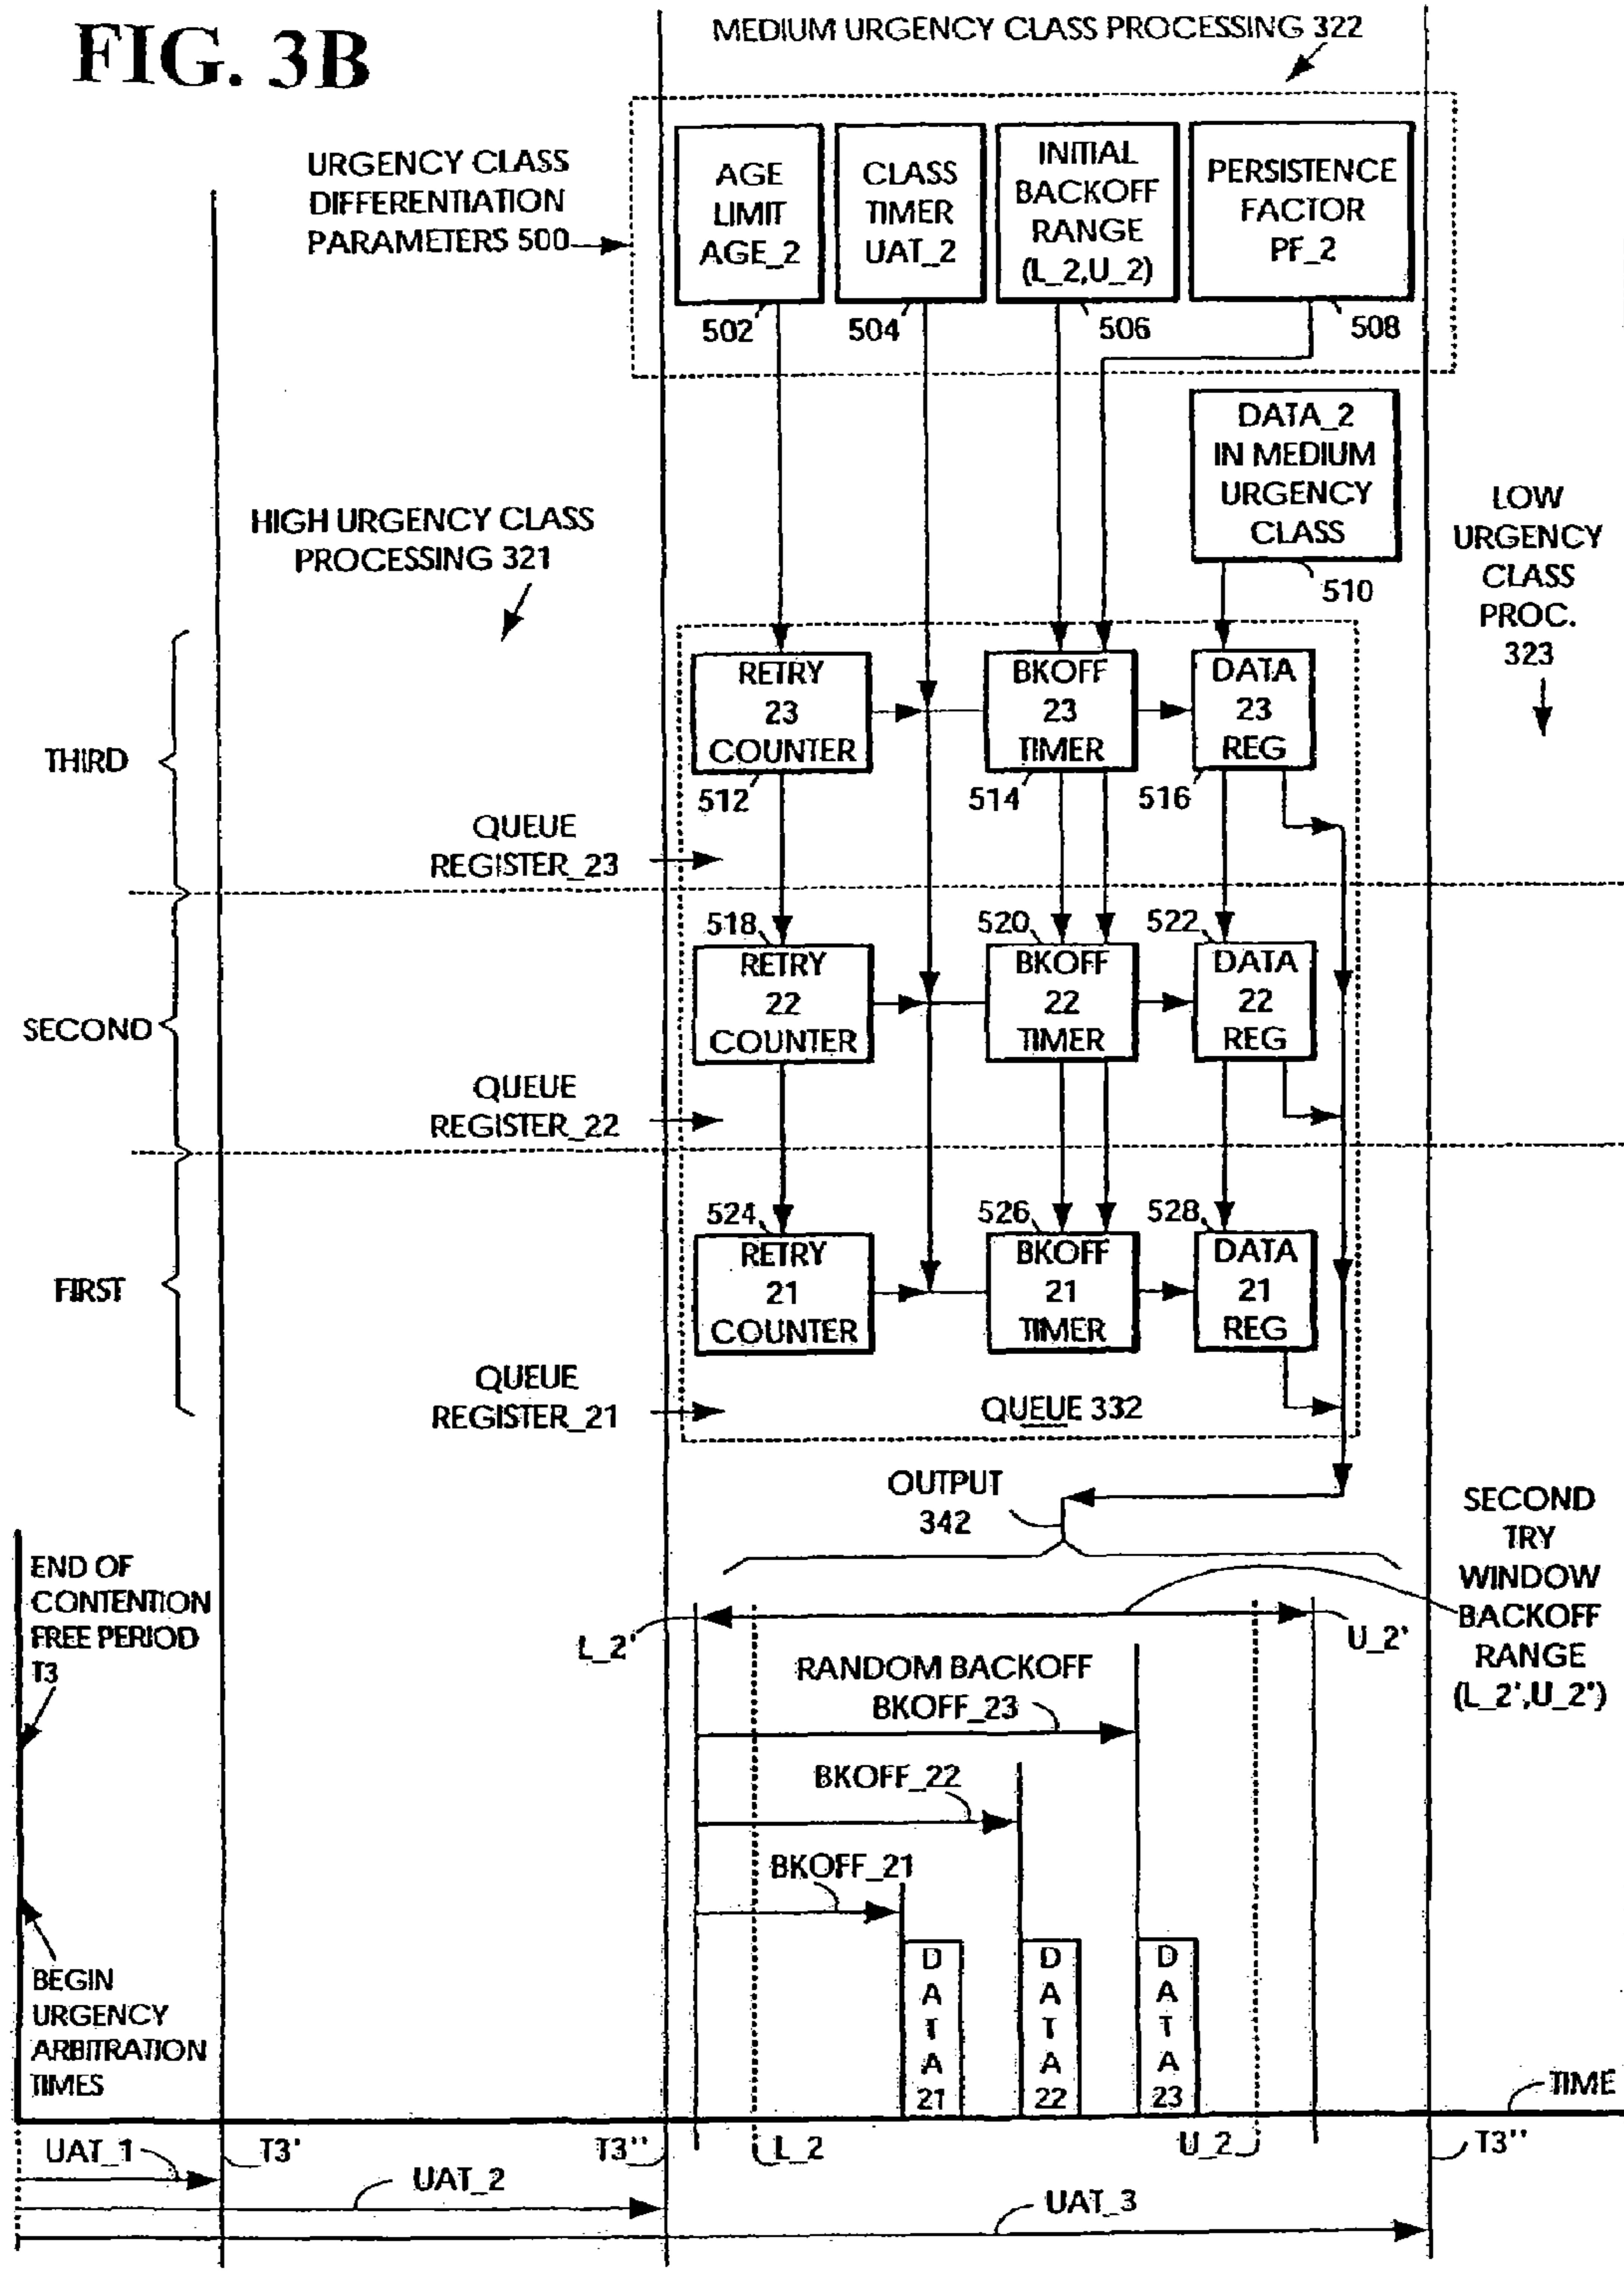 FIG. 3B
MEDIUM URGENCY CLASS PROCESSING 322
URGENCY CLASS
DIFFERENTIATION
PARAMETERS 500
AGE
LIMIT
AGE_2
502
CLASS
TIMER
UAT_2
504
INITIAL
BACKOFF
RANGE
(L_2,U_2)
506
PERSISTENCE
FACTOR
PF_2
508
DATA_2
IN MEDIUM
URGENCY
CLASS
510
HIGH URGENCY CLASS
PROCESSING 321
LOW
URGENCY
CLASS
PROC.
323
THIRD
RETRY
23
COUNTER
512
BKOFF
23
TIMER
514
DATA
23
REG
516
QUEUE
REGISTER_23
SECOND
518
RETRY
22
COUNTER
520
BKOFF
22
TIMER
522
DATA
22
REG
QUEUE
REGISTER_22
FIRST
524
RETRY
21
COUNTER
526
BKOFF
21
TIMER
528
DATA
21
REG
QUEUE
REGISTER_21
QUEUE 332
OUTPUT
342
SECOND
TRY
WINDOW
BACKOFF
RANGE
(L_2',U_2')
END OF
CONTENTION
FREE PERIOD
T3
L_2'
U_2'
RANDOM BACKOFF
BKOFF_23
BKOFF_22
BKOFF_21
BEGIN
URGENCY
ARBITRATION
TIMES
DATA 21
DATA 22
DATA 23
TIME
UAT_1
T3'
T3''
L_2
U_2
T3''
UAT_2
UAT_3